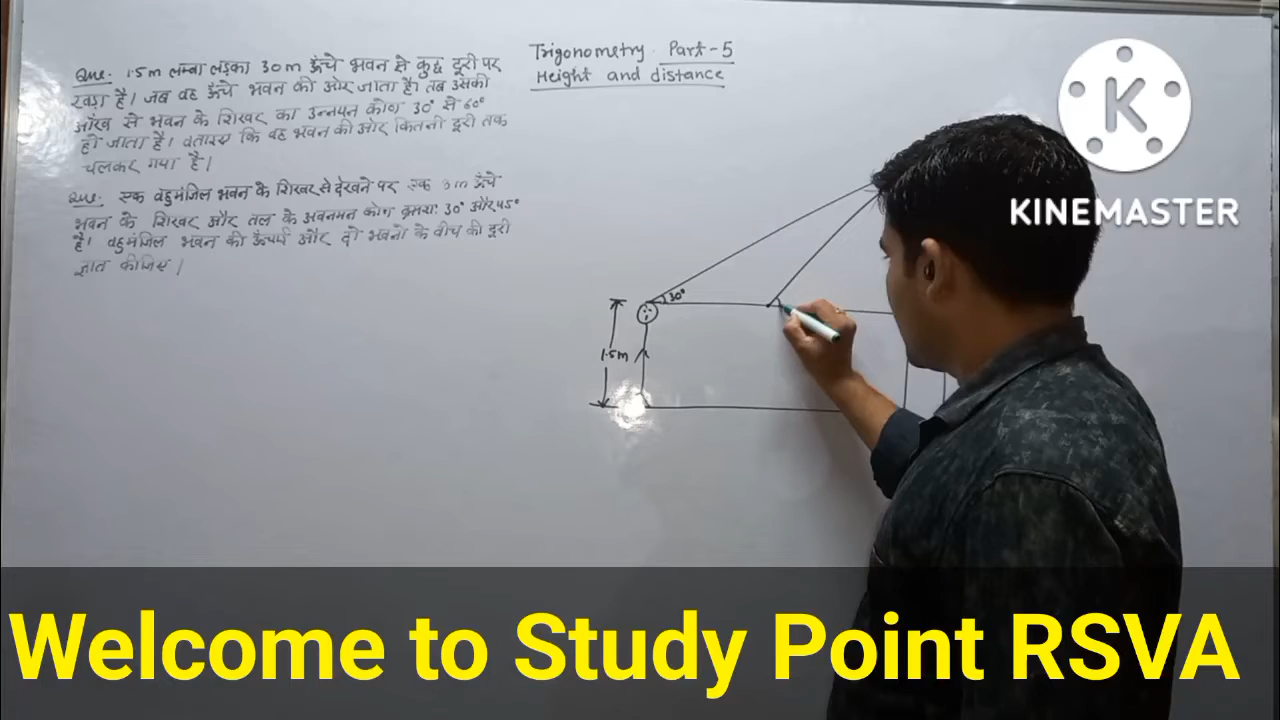 Trigonometry Part-5
Height and distance
Que. 1.5m लम्बा लड़का 30m ऊँचे भवन से कुछ दूरी पर
खड़ा है। जब वह ऊँचे भवन की ओर जाता है। तब उसकी
आँख से भवन के शिखर का उन्नयन कोण 30° से 60°
हो जाता है। बताइए कि वह भवन की ओर कितनी दूरी तक
चलकर गया है।
Que. एक बहुमंजिल भवन के शिखर से देखने पर एक m ऊँचे
भवन के शिखर और तल के अवनमन कोण क्रमशः 30° और 45°
है। बहुमंजिल भवन की ऊँचाई और दो भवनों के बीच की दूरी
ज्ञात कीजिए।
30°
1.5m
K
KINEMASTER
Welcome to Study Point RSVA